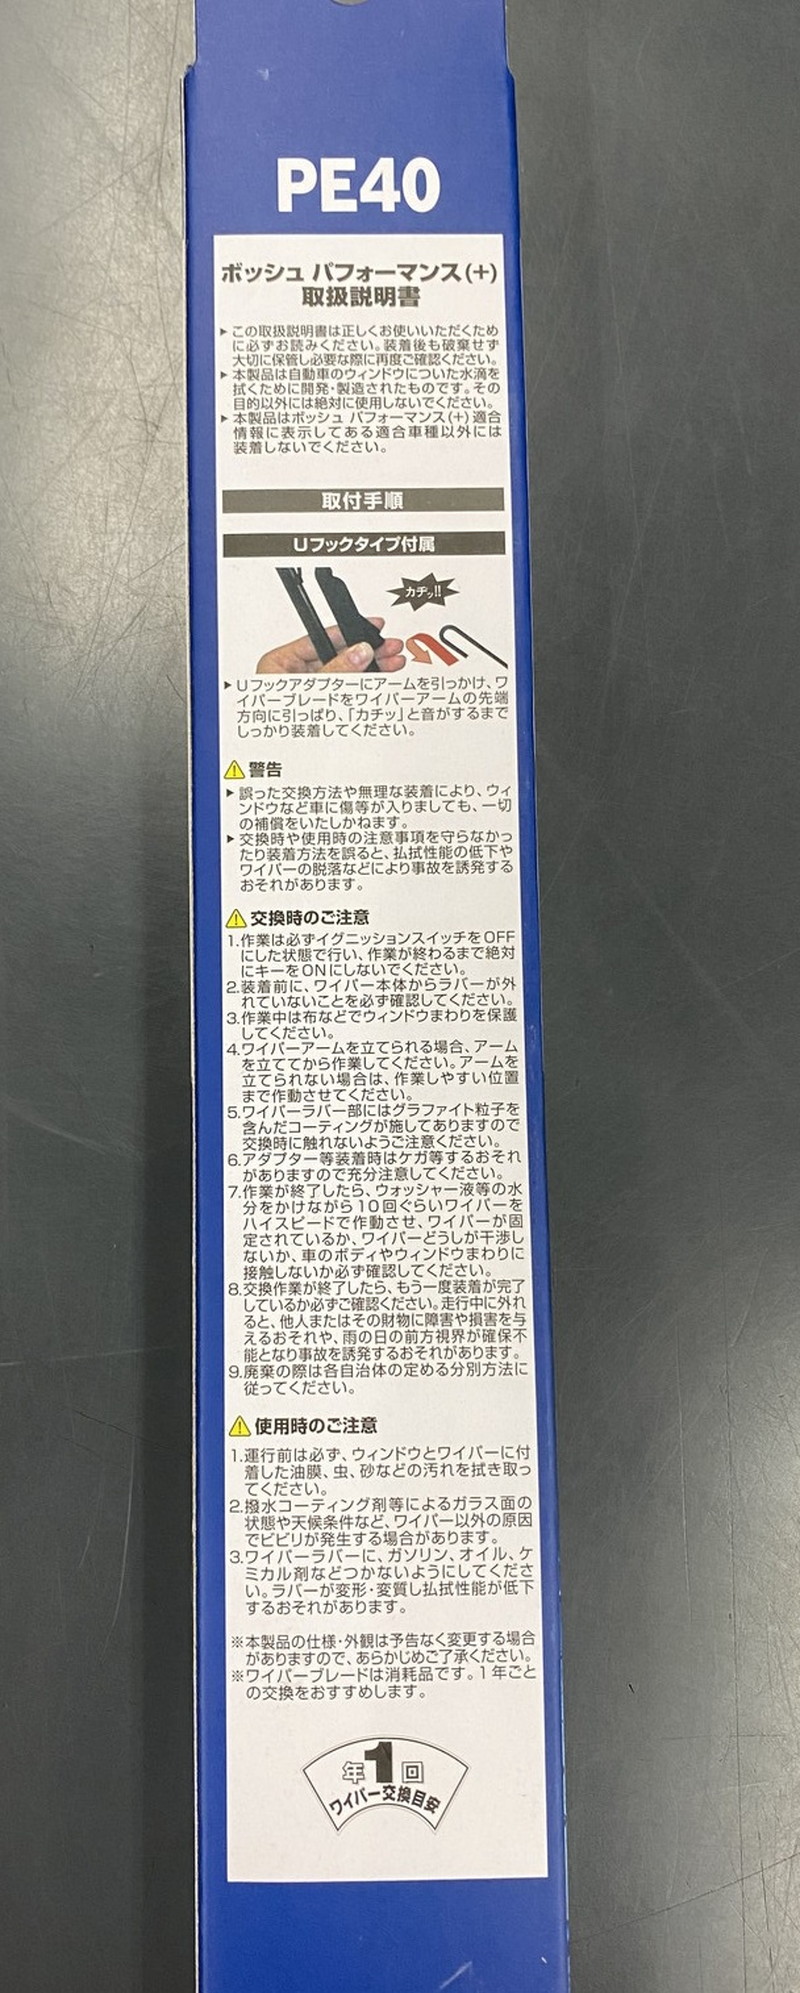 PE40
ボッシュ パフォーマンス(+)
取扱説明書
▶この取扱説明書は正しくお使いいただくため
に必ずお読みください。装着後も破棄せず
大切に保管し必要な際に再度ご確認ください。
▶本製品は自動車のウィンドウについた水滴を
拭くために開発・製造されたものです。その
目的以外には絶対に使用しないでください。
▶本製品はボッシュ パフォーマンス(+)適合
情報に表示してある適合車種以外には
装着しないでください。
取付手順
Uフックタイプ付属
カチッ!!
▶Uフックアダプターにアームを引っかけ、ワ
イパーブレードをワイパーアームの先端
方向に引っぱり、「カチッ」と音がするまで
しっかり装着してください。
警告
▶誤った交換方法や無理な装着により、ウィ
ンドウなど車に傷等が入りましても、一切
の補償をいたしかねます。
▶交換時や使用時の注意事項を守らなかっ
たり装着方法を誤ると、払拭性能の低下や
ワイパーの脱落などにより事故を誘発する
おそれがあります。
交換時のご注意
1.作業は必ずイグニッションスイッチをOFF
にした状態で行い、作業が終わるまで絶対
にキーをONにしないでください。
2.装着前に、ワイパー本体からラバーが外
れていないことを必ず確認してください。
3.作業中は布などでウィンドウまわりを保護
してください。
4.ワイパーアームを立てられる場合、アーム
を立ててから作業してください。アームを
立てられない場合は、作業しやすい位置
まで作動させてください。
5.ワイパーラバー部にはグラファイト粒子を
含んだコーティングが施してありますので
交換時に触れないようご注意ください。
6.アダプター等装着時はケガ等するおそれ
がありますので充分注意してください。
7.作業が終了したら、ウォッシャー液等の水
分をかけながら10回ぐらいワイパーを
ハイスピードで作動させ、ワイパーが固
定されているか、ワイパーどうしが干渉し
ないか、車のボディやウィンドウまわりに
接触しないか必ず確認してください。
8.交換作業が終了したら、もう一度装着が完了
しているか必ずご確認ください。走行中に外れ
ると、他人またはその財物に障害や損害を与
えるおそれや、雨の日の前方視界が確保不
能となり事故を誘発するおそれがあります。
9.廃棄の際は各自治体の定める分別方法に
従ってください。
使用時のご注意
1.運行前は必ず、ウィンドウとワイパーに付
着した油膜、虫、砂などの汚れを拭き取っ
てください。
2.撥水コーティング剤等によるガラス面の
状態や天候条件など、ワイパー以外の原因
でビビリが発生する場合があります。
3.ワイパーラバーに、ガソリン、オイル、ケ
ミカル剤などつかないようにしてくださ
い。ラバーが変形・変質し払拭性能が低下
するおそれがあります。
※本製品の仕様・外観は予告なく変更する場合
がありますので、あらかじめご了承ください。
※ワイパーブレードは消耗品です。1年ごと
の交換をおすすめします。
年1回
ワイパー交換目安